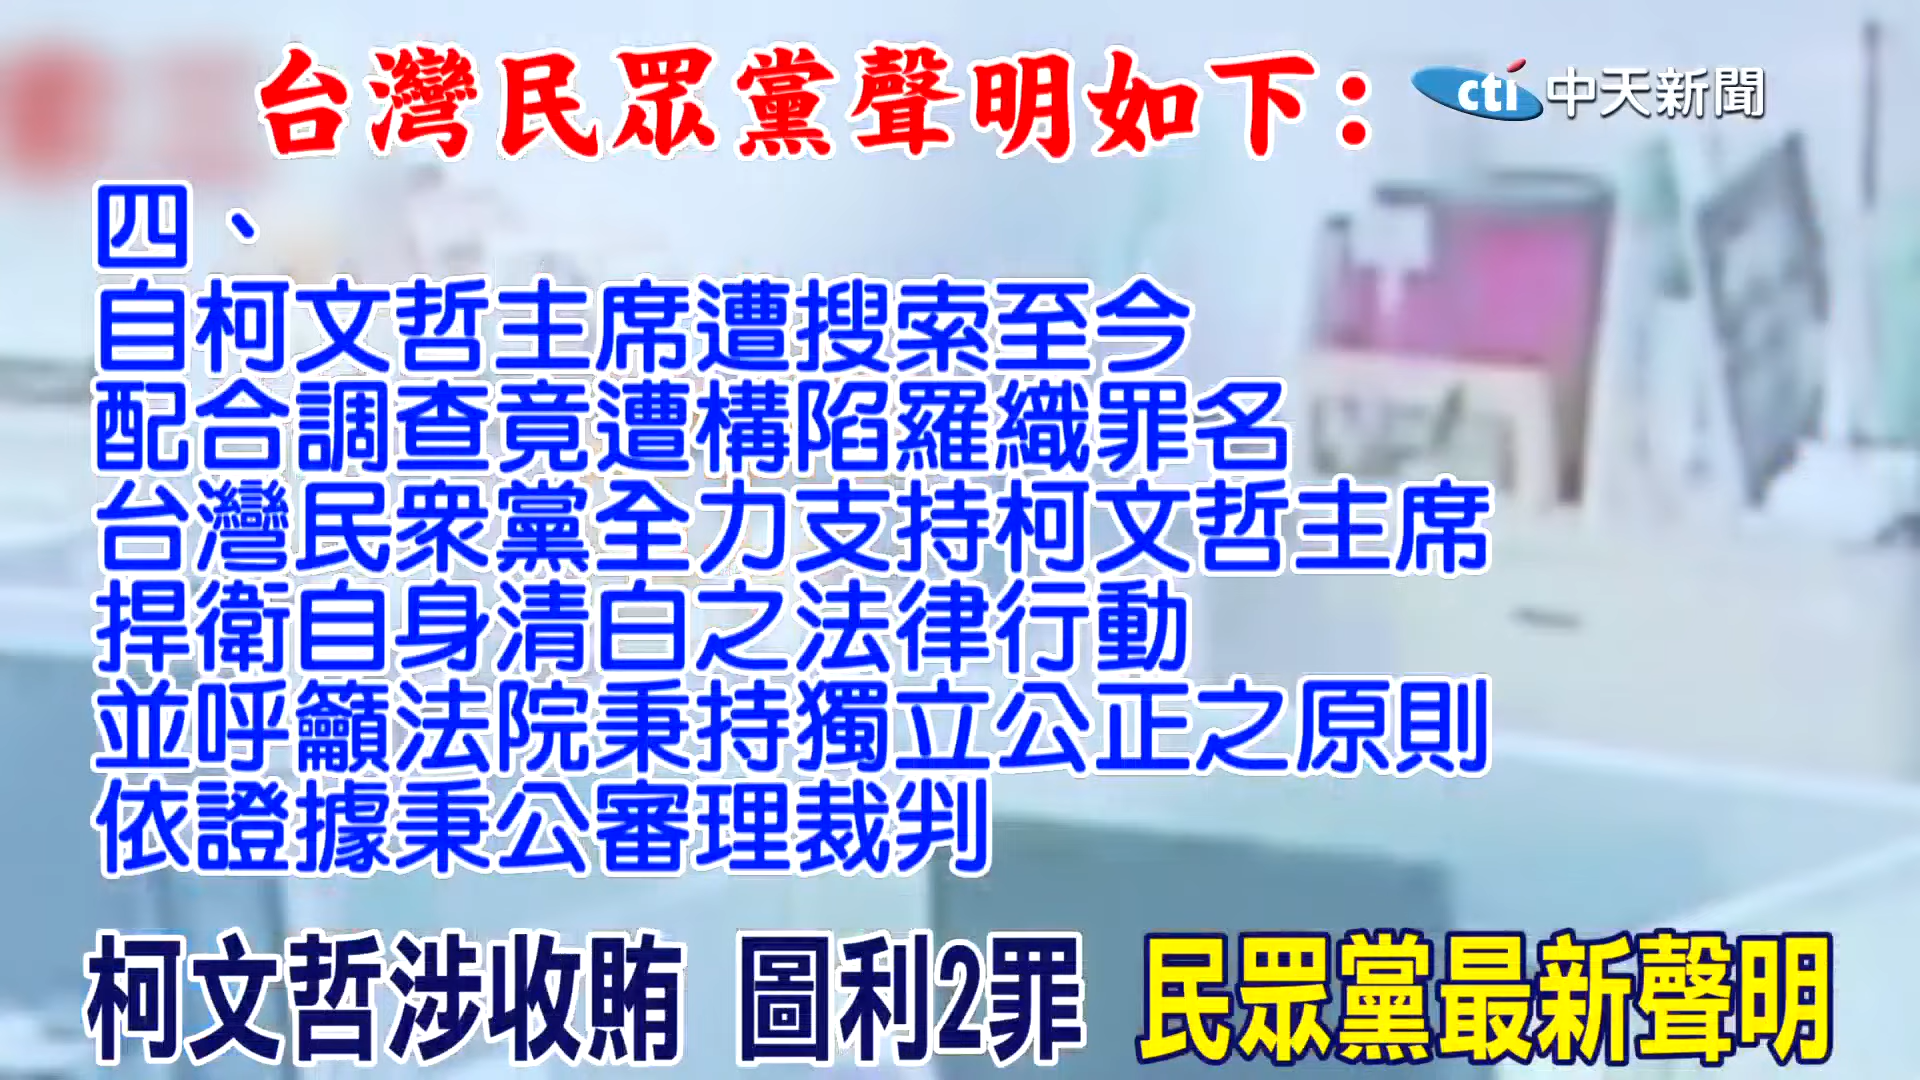 台灣民眾黨聲明如下：
cti 中天新聞
四、
自柯文哲主席遭搜索至今
配合調查竟遭構陷羅織罪名
台灣民衆黨全力支持柯文哲主席
捍衛自身清白之法律行動
並呼籲法院秉持獨立公正之原則
依證據秉公審理裁判
柯文哲涉收賄 圖利2罪 民眾黨最新聲明